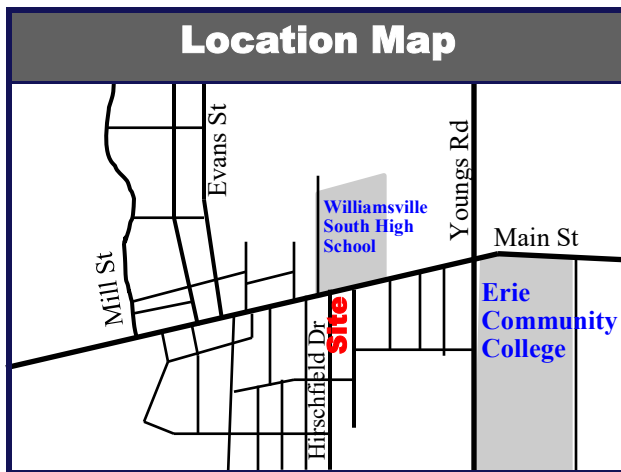 Location Map
Evans St
Mill St
Williamsville
South High
School
Youngs Rd
Main St
Hirschfield Dr
Site
Erie
Community
College